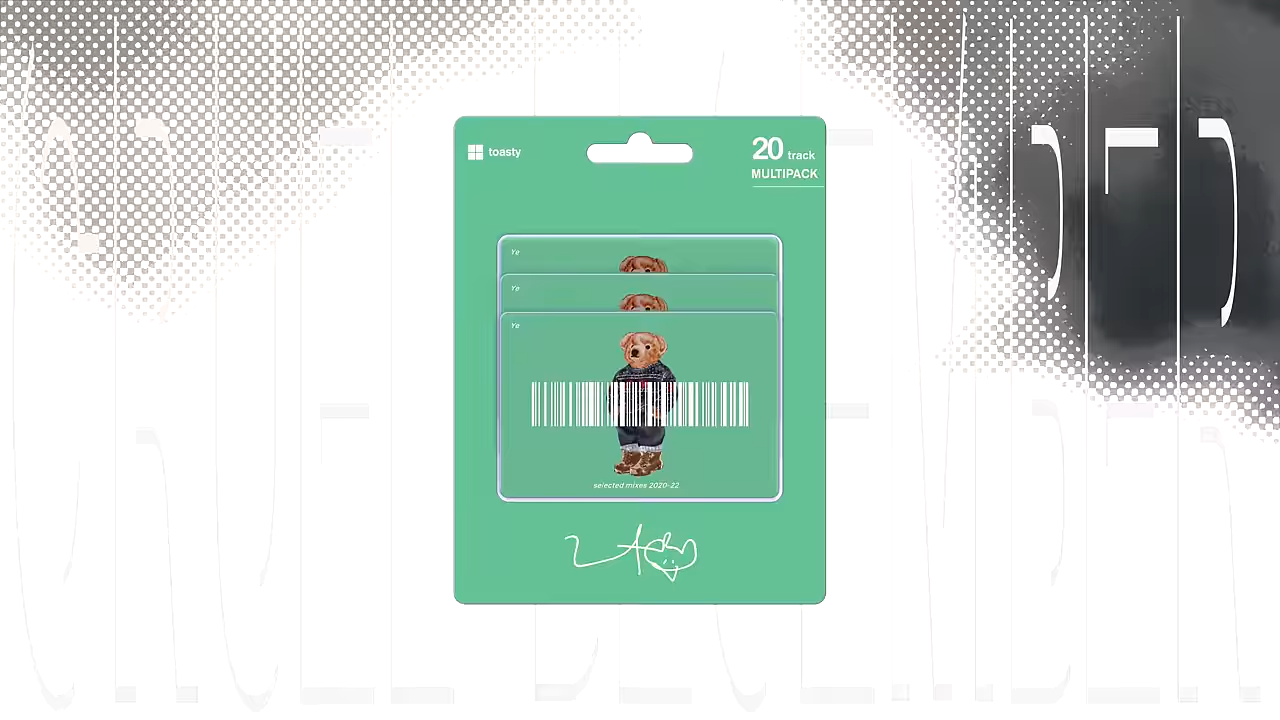 toasty
20 track
MULTIPACK
Ye
Ye
Ye
selected mixes 2020-22